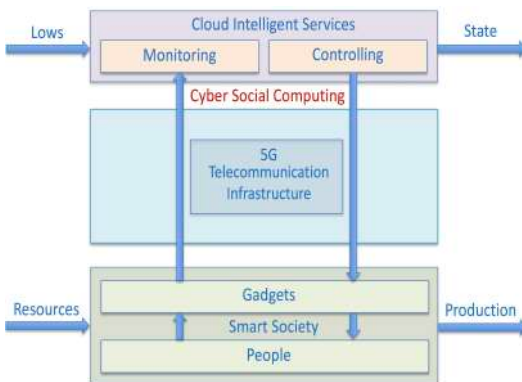 Cloud Intelligent Services
Lows
State
Monitoring
Controlling
Cyber Social Computing
5G
Telecommunication
Infrastructure
Gadgets
Resources
Smart Society
Production
People